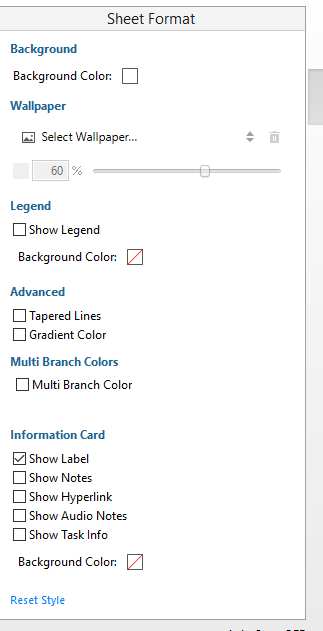 Sheet Format
Background
Background Color:
Wallpaper
Select Wallpaper...
60 %
Legend
Show Legend
Background Color:
Advanced
Tapered Lines
Gradient Color
Multi Branch Colors
Multi Branch Color
Information Card
Show Label
Show Notes
Show Hyperlink
Show Audio Notes
Show Task Info
Background Color:
Reset Style